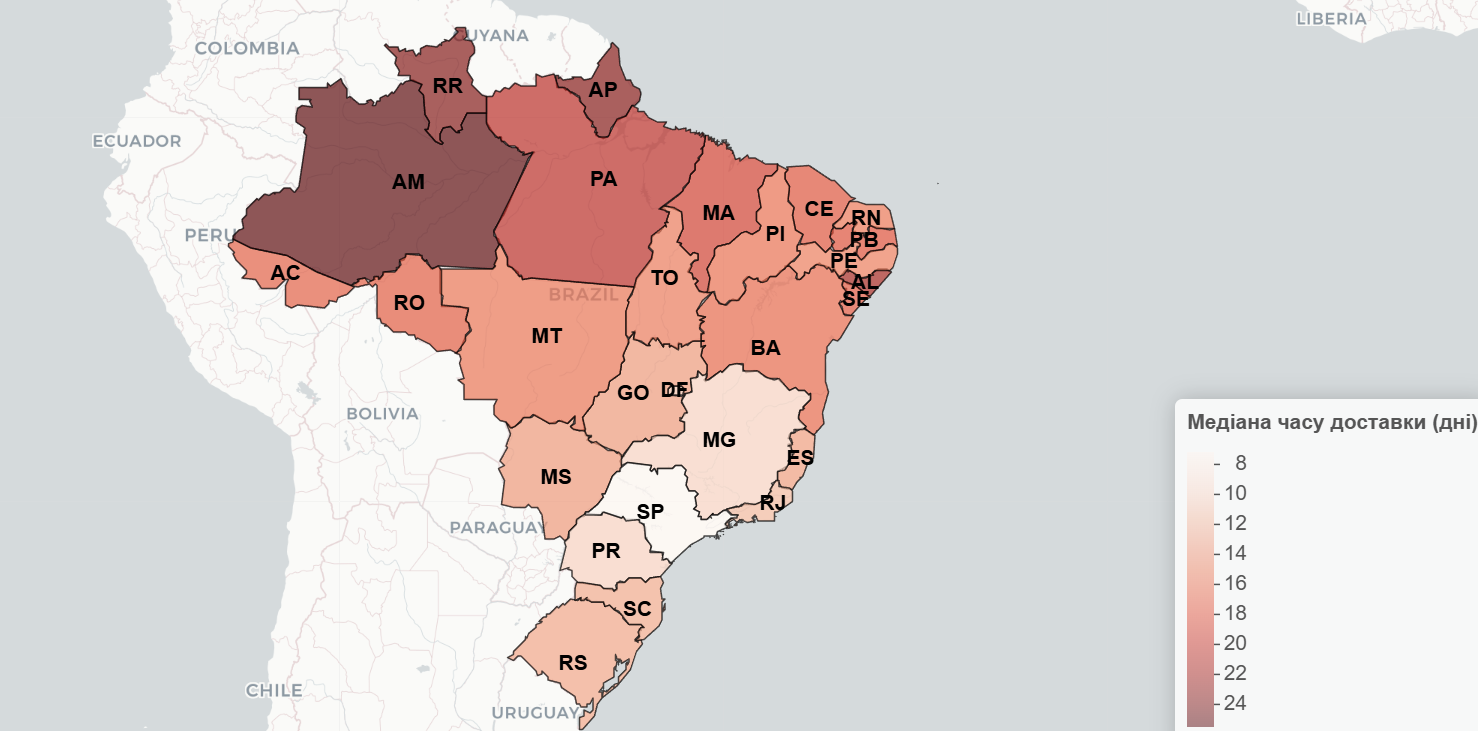 LIBERIA
COLOMBIA
GUYANA
RR
AP
ECUADOR
AM
PA
MA
CE
RN
PERU
PI
PB
PE
AC
TO
AL
BRAZIL
SE
RO
MT
BA
GO
DF
BOLIVIA
MG
Медіана часу доставки (дні)
ES
8
MS
10
RJ
SP
12
PARAGUAY
PR
14
16
SC
18
RS
20
22
CHILE
24
URUGUAY